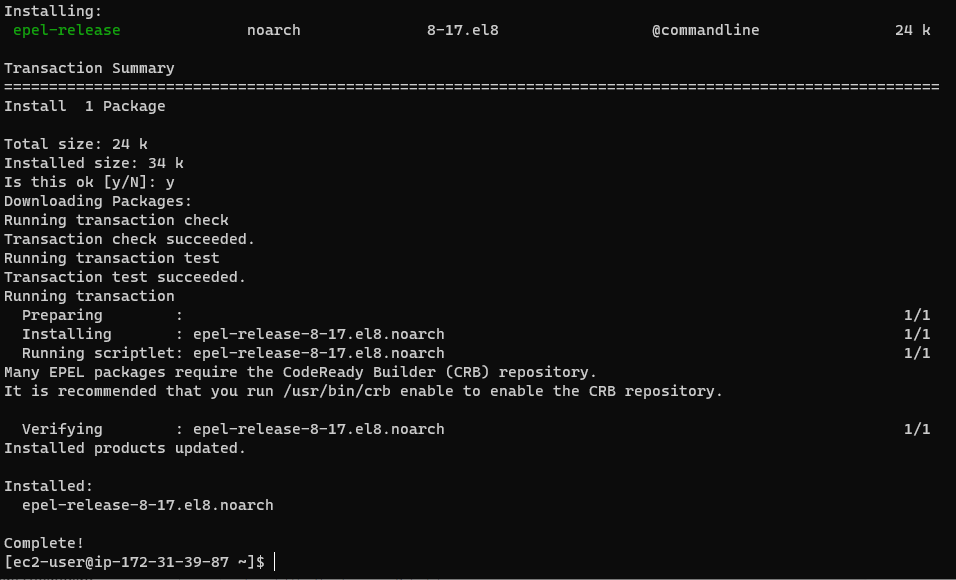 Installing:
 epel-release              noarch              8-17.el8                 @commandline               24 k

Transaction Summary
========================================================================================================
Install  1 Package

Total size: 24 k
Installed size: 34 k
Is this ok [y/N]: y
Downloading Packages:
Running transaction check
Transaction check succeeded.
Running transaction test
Transaction test succeeded.
Running transaction
  Preparing        :                                                                                1/1
  Installing       : epel-release-8-17.el8.noarch                                                   1/1
  Running scriptlet: epel-release-8-17.el8.noarch                                                   1/1
Many EPEL packages require the CodeReady Builder (CRB) repository.
It is recommended that you run /usr/bin/crb enable to enable the CRB repository.

  Verifying        : epel-release-8-17.el8.noarch                                                   1/1
Installed products updated.

Installed:
  epel-release-8-17.el8.noarch

Complete!
[ec2-user@ip-172-31-39-87 ~]$